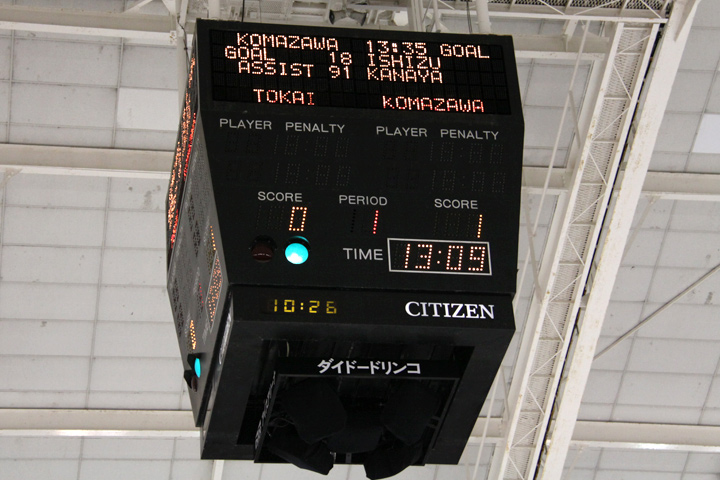 KOMAZAWA 13:35 GOAL
GOAL 18 ISHIZU
ASSIST 91 KANAYA
TOKAI KOMAZAWA
PLAYER PENALTY PLAYER PENALTY
SCORE PERIOD SCORE
0 1 1
TIME 13:09
10:26 CITIZEN
ダイドードリンコ